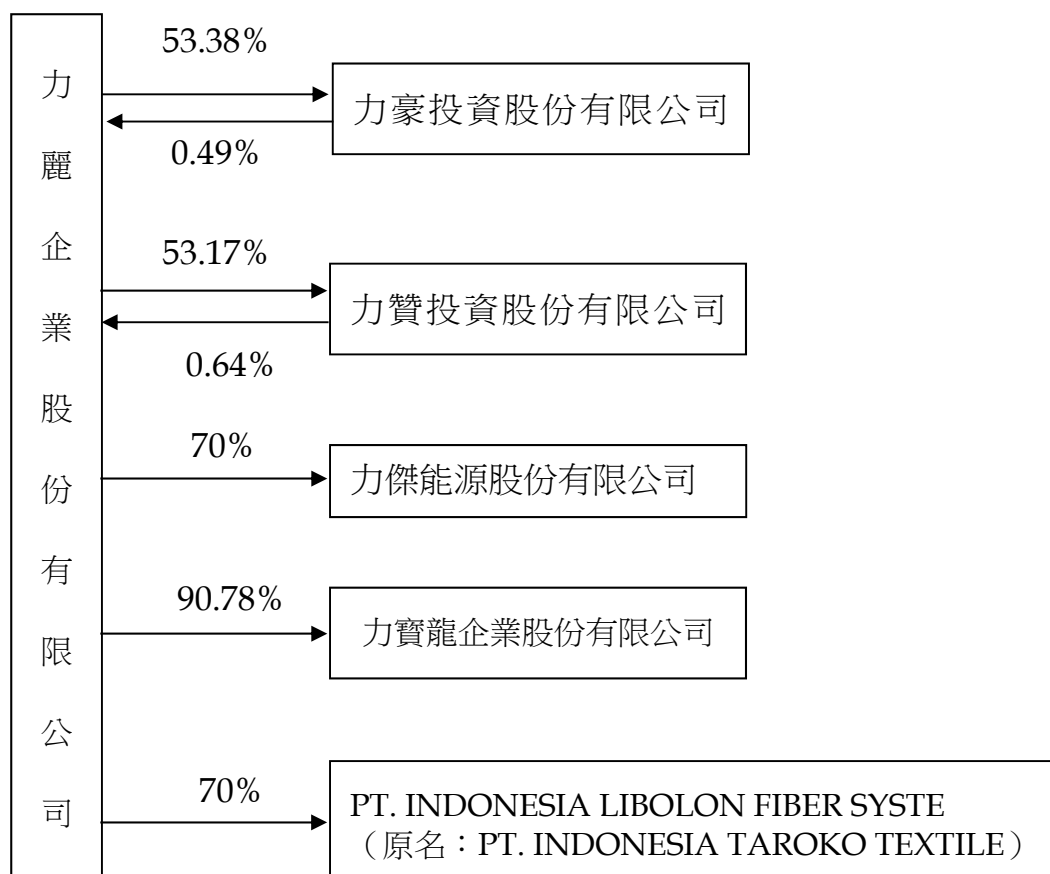 力麗企業股份有限公司
53.38%
力豪投資股份有限公司
0.49%
53.17%
力贊投資股份有限公司
0.64%
70%
力傑能源股份有限公司
90.78%
力寶龍企業股份有限公司
70%
PT. INDONESIA LIBOLON FIBER SYSTE
（原名：PT. INDONESIA TAROKO TEXTILE）